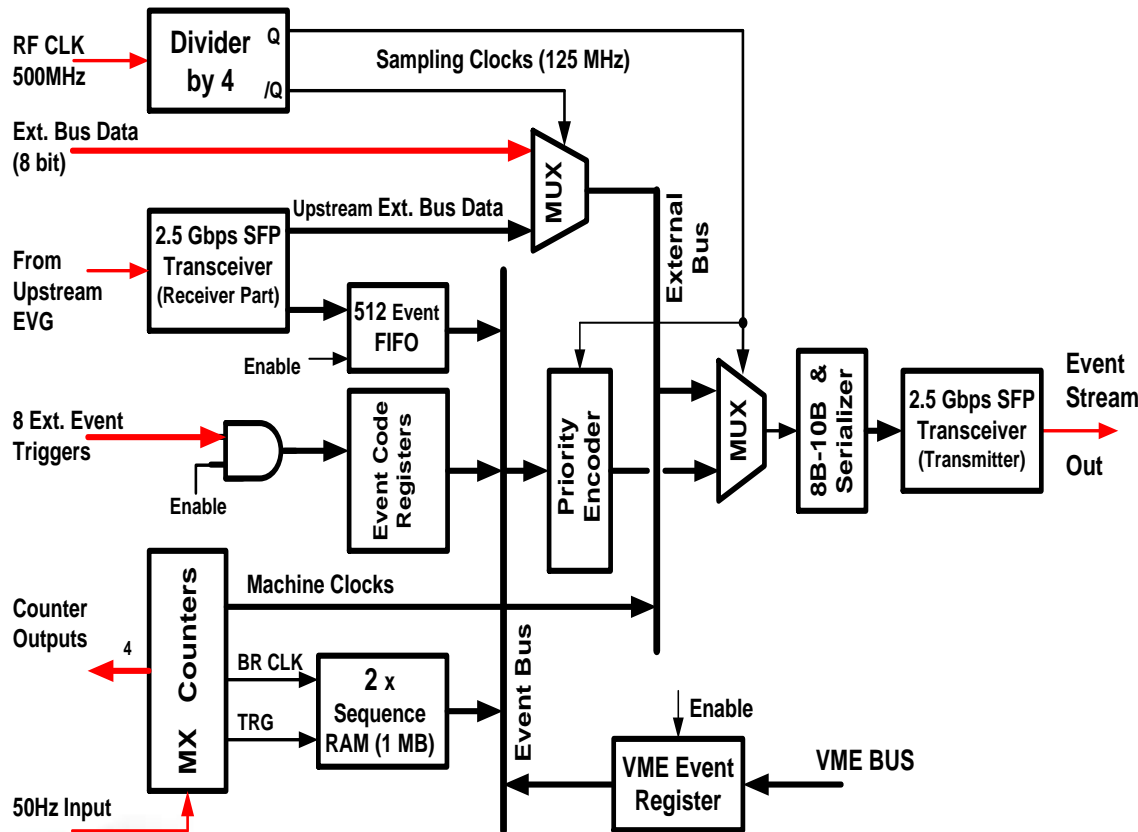 RF CLK
500MHz
Divider
by 4
Q
/Q
Sampling Clocks (125 MHz)
Ext. Bus Data
(8 bit)
MUX
Upstream Ext. Bus Data
2.5 Gbps SFP
Transceiver
(Receiver Part)
From
Upstream
EVG
External
Bus
512 Event
FIFO
Enable
8 Ext. Event
Triggers
Enable
Event Code
Registers
Priority
Encoder
MUX
8B-10B &
Serializer
2.5 Gbps SFP
Transceiver
(Transmitter)
Event
Stream
Out
MX Counters
Machine Clocks
Counter
Outputs
4
BR CLK
TRG
2 x
Sequence
RAM (1 MB)
Event Bus
Enable
VME Event
Register
VME BUS
50Hz Input